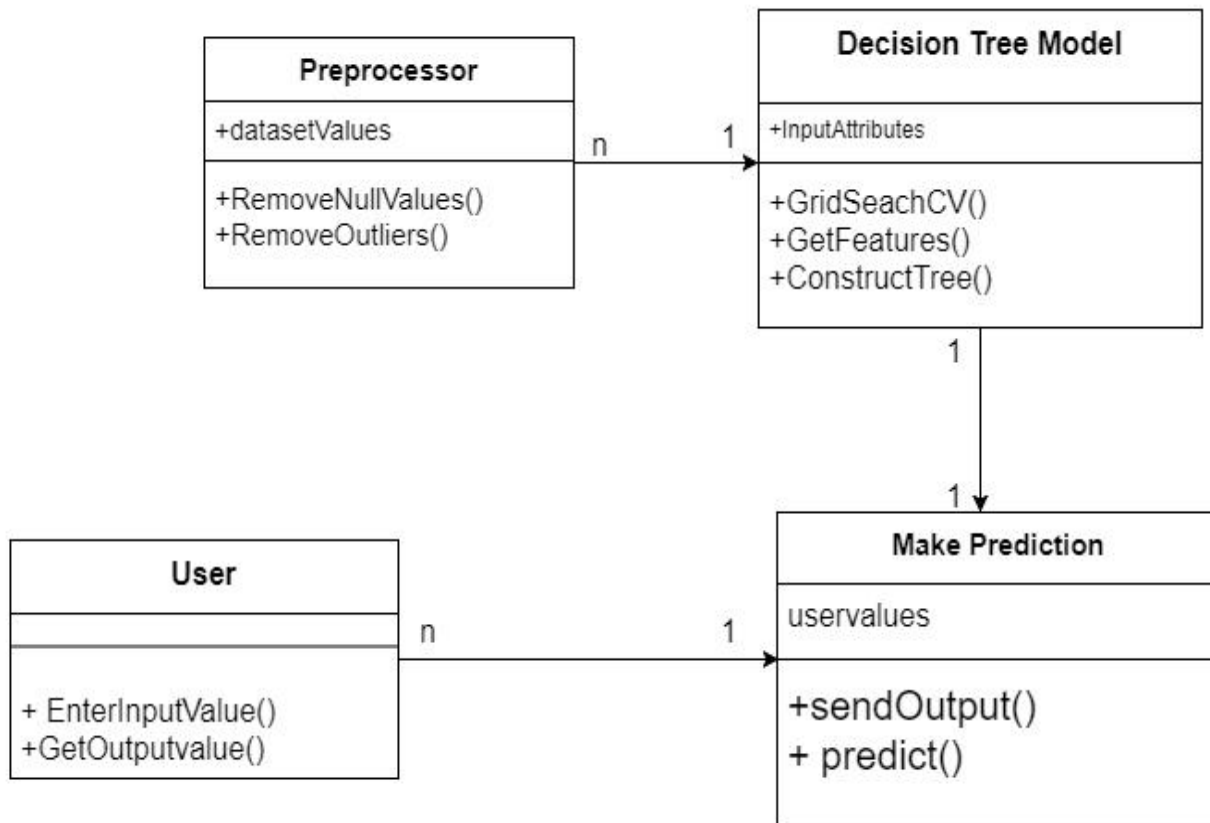 Preprocessor
+datasetValues
+RemoveNullValues()
+RemoveOutliers()
n
1
Decision Tree Model
+InputAttributes
+GridSeachCV()
+GetFeatures()
+ConstructTree()
1
1
User
+ EnterInputValue()
+GetOutputvalue()
n
1
Make Prediction
uservalues
+sendOutput()
+ predict()